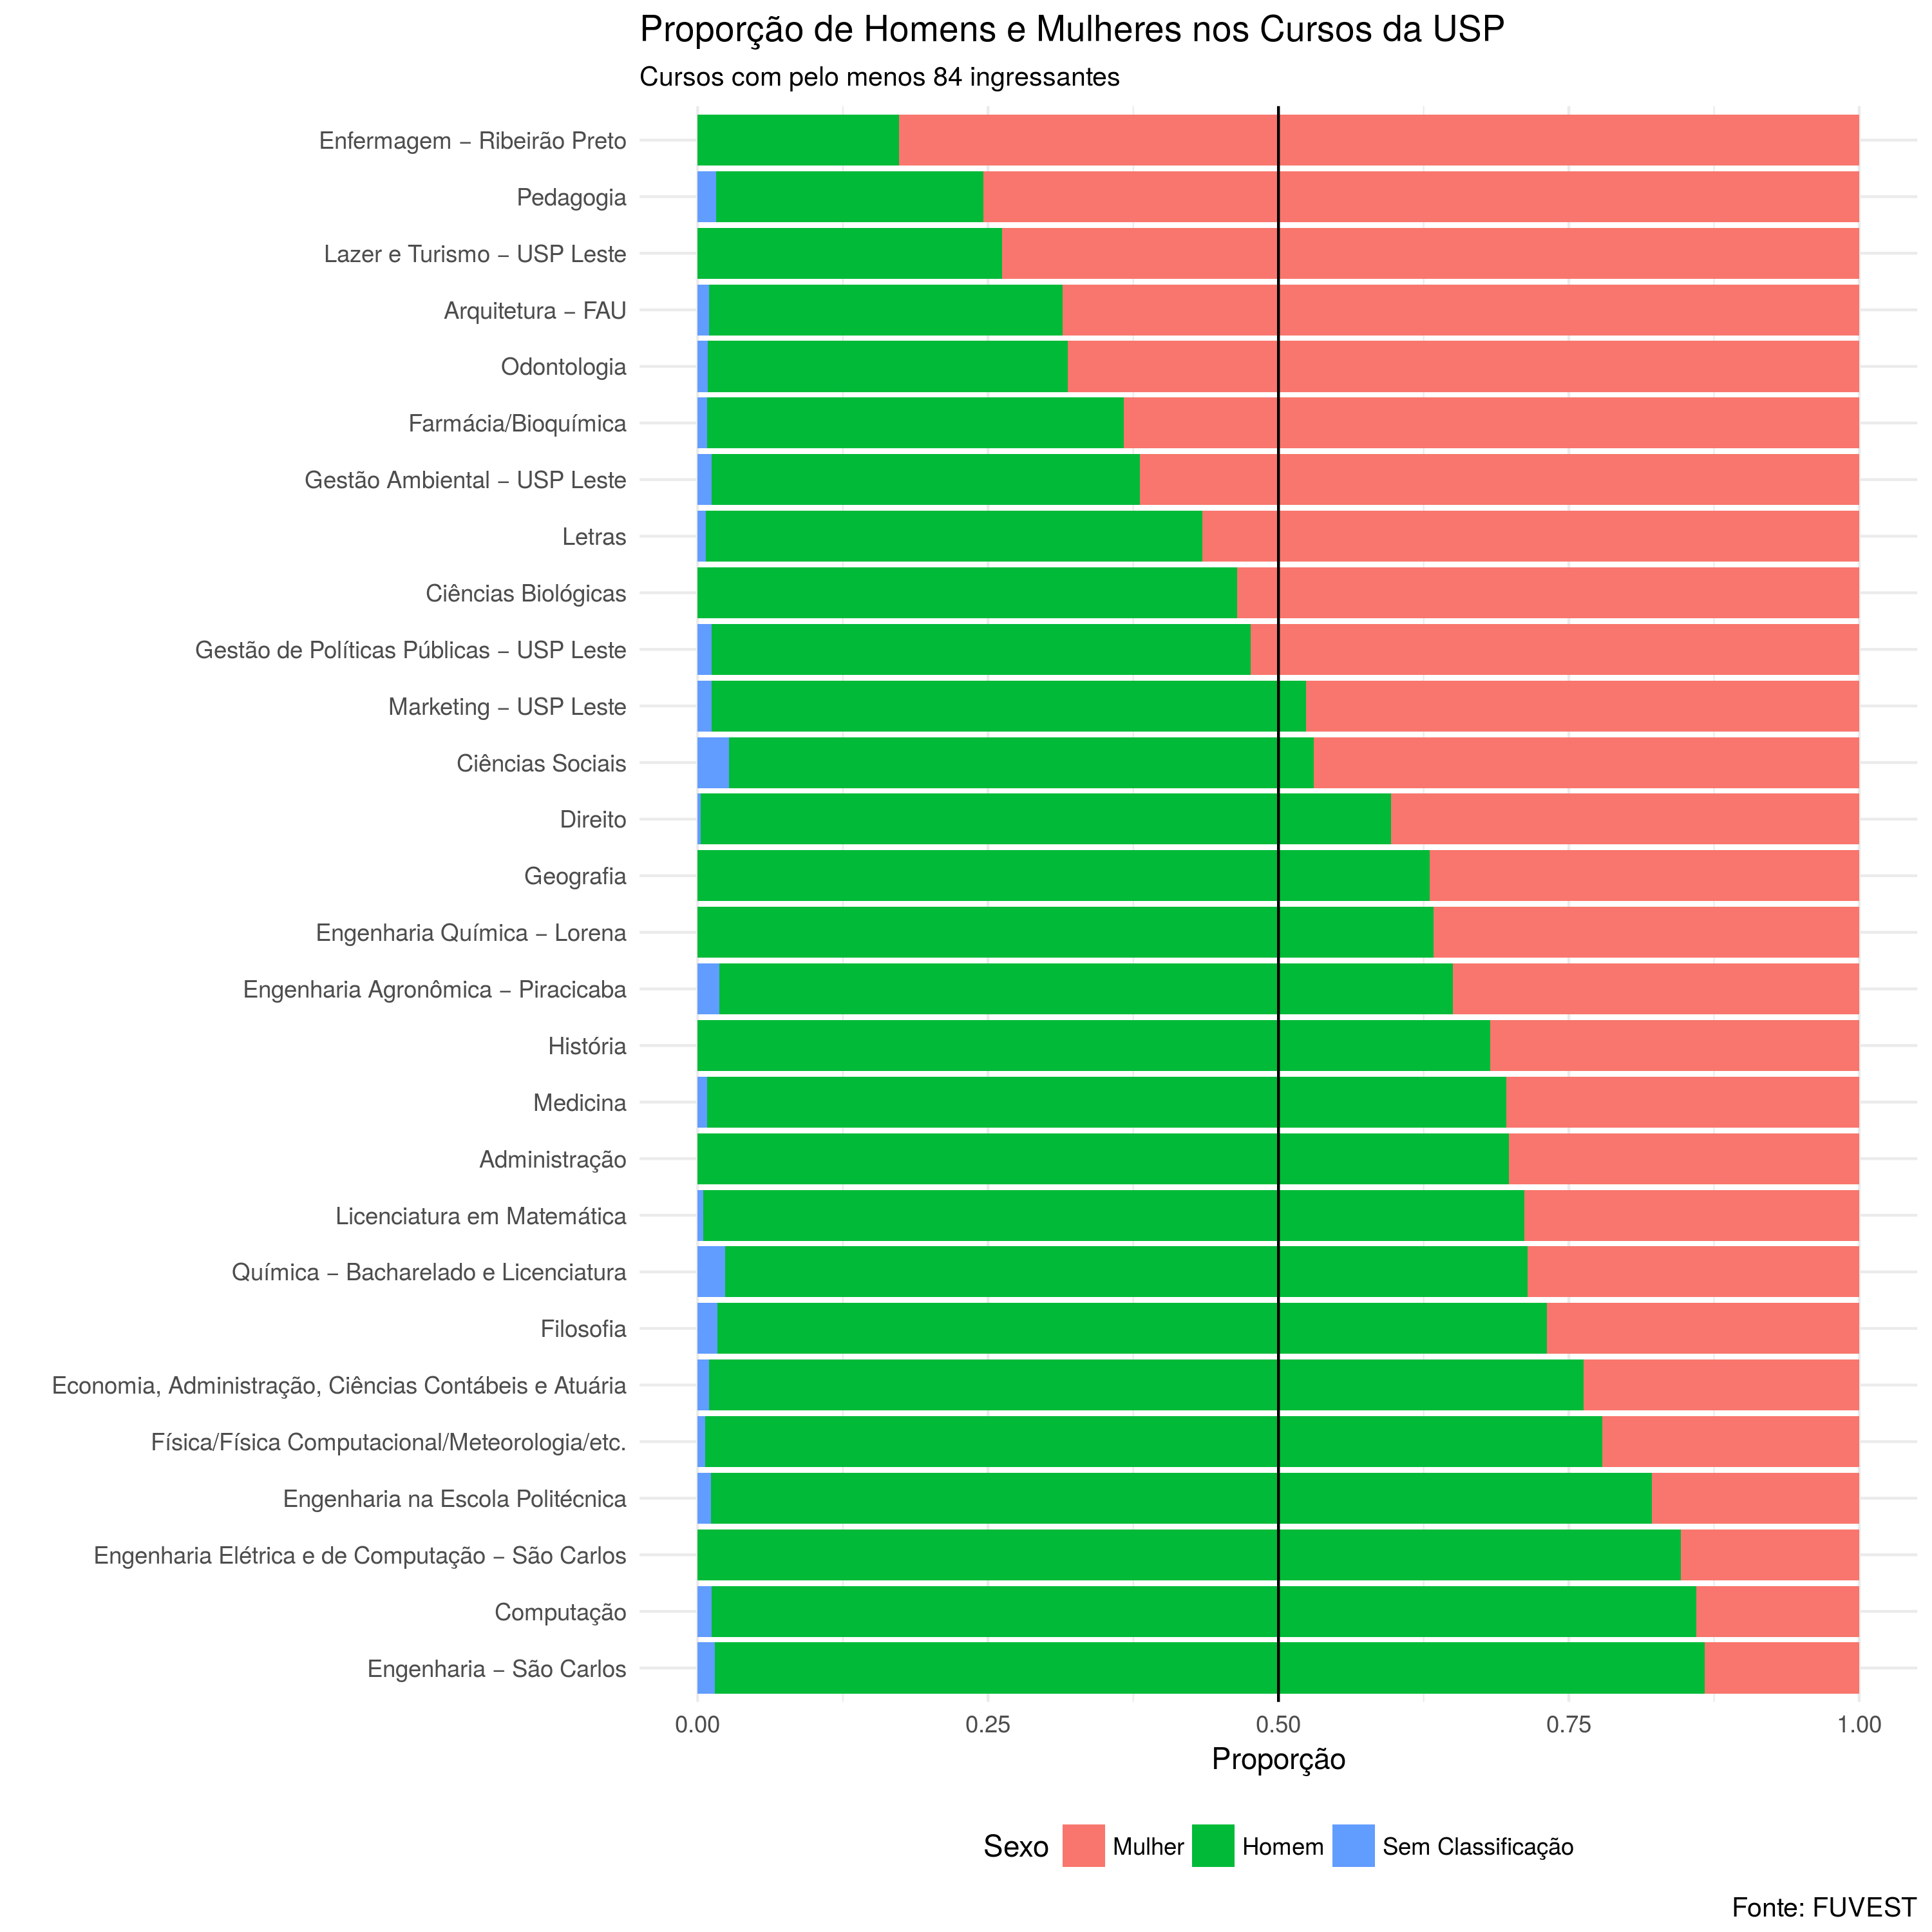 Proporção de Homens e Mulheres nos Cursos da USP
Cursos com pelo menos 84 ingressantes
Enfermagem − Ribeirão Preto
Pedagogia
Lazer e Turismo − USP Leste
Arquitetura − FAU
Odontologia
Farmácia/Bioquímica
Gestão Ambiental − USP Leste
Letras
Ciências Biológicas
Gestão de Políticas Públicas − USP Leste
Marketing − USP Leste
Ciências Sociais
Direito
Geografia
Engenharia Química − Lorena
Engenharia Agronômica − Piracicaba
História
Medicina
Administração
Licenciatura em Matemática
Química − Bacharelado e Licenciatura
Filosofia
Economia, Administração, Ciências Contábeis e Atuária
Física/Física Computacional/Meteorologia/etc.
Engenharia na Escola Politécnica
Engenharia Elétrica e de Computação − São Carlos
Computação
Engenharia − São Carlos
0.00 0.25 0.50 0.75 1.00
Proporção
Sexo Mulher Homem Sem Classificação
Fonte: FUVEST